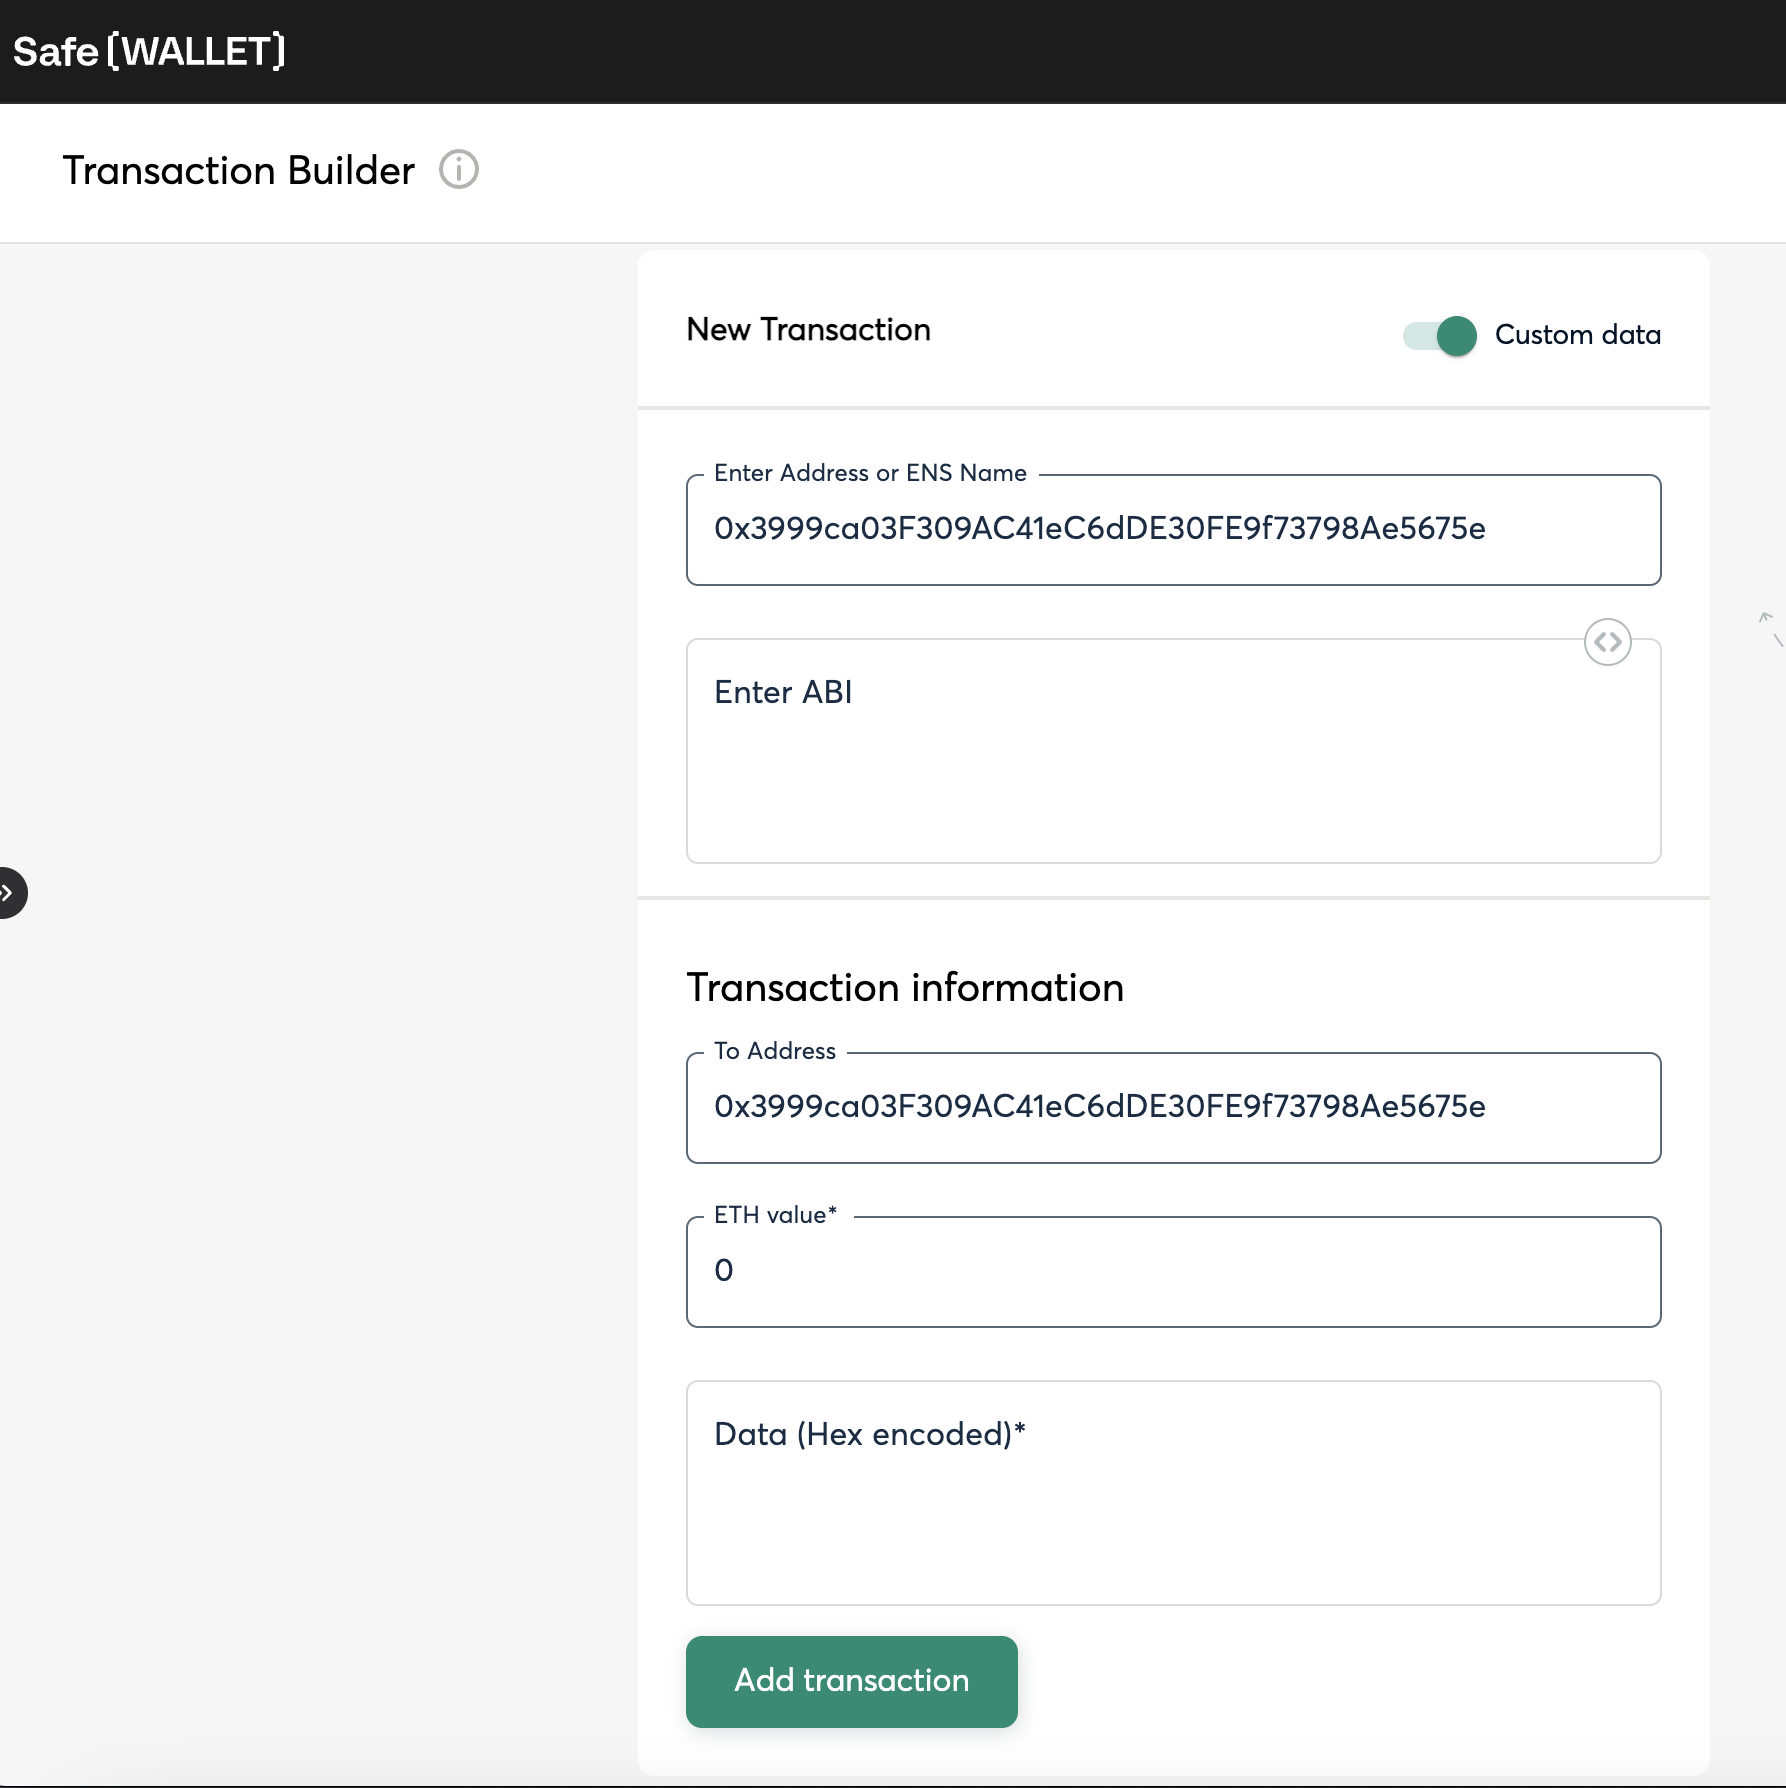 Safe[WALLET]
Transaction Builder
New Transaction
Custom data
Enter Address or ENS Name
0x3999ca03F309AC41eC6dDE30FE9f73798Ae5675e
Enter ABI
Transaction information
To Address
0x3999ca03F309AC41eC6dDE30FE9f73798Ae5675e
ETH value*
0
Data (Hex encoded)*
Add transaction